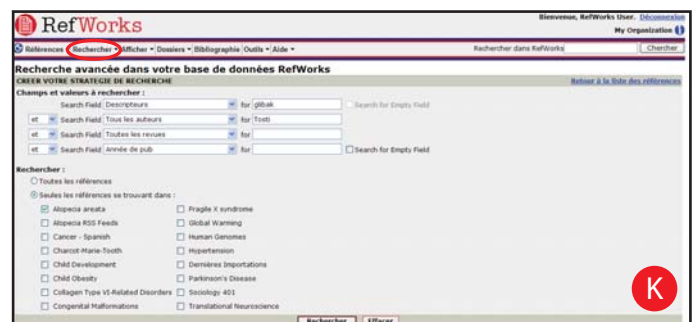 RefWorks
Bienvenue, RefWorks User. Déconnexion
My Organization
Références Rechercher Afficher Dossiers Bibliographie Outils Aide
Rechercher dans RefWorks Chercher
Recherche avancée dans votre base de données RefWorks
CREER VOTRE STRATEGIE DE RECHERCHE Retour à la liste des références
Champs et valeurs à rechercher :
Search Field Descripteurs for glibak Search for Empty Field
et Search Field Tous les auteurs for Tosti
et Search Field Toutes les revues for
et Search Field Année de pub for Search for Empty Field
Rechercher :
Toutes les références
Seules les références se trouvant dans :
Alopecia areata Fragile X syndrome
Alopecia RSS Feeds Global Warming
Cancer - Spanish Human Genomes
Charcot-Marie-Tooth Hypertension
Child Development Dernières Importations
Child Obesity Parkinson's Disease
Collagen Type VI-Related Disorders Sociology 401
Congenital Malformations Translational Neuroscience
Rechercher Effacer
K